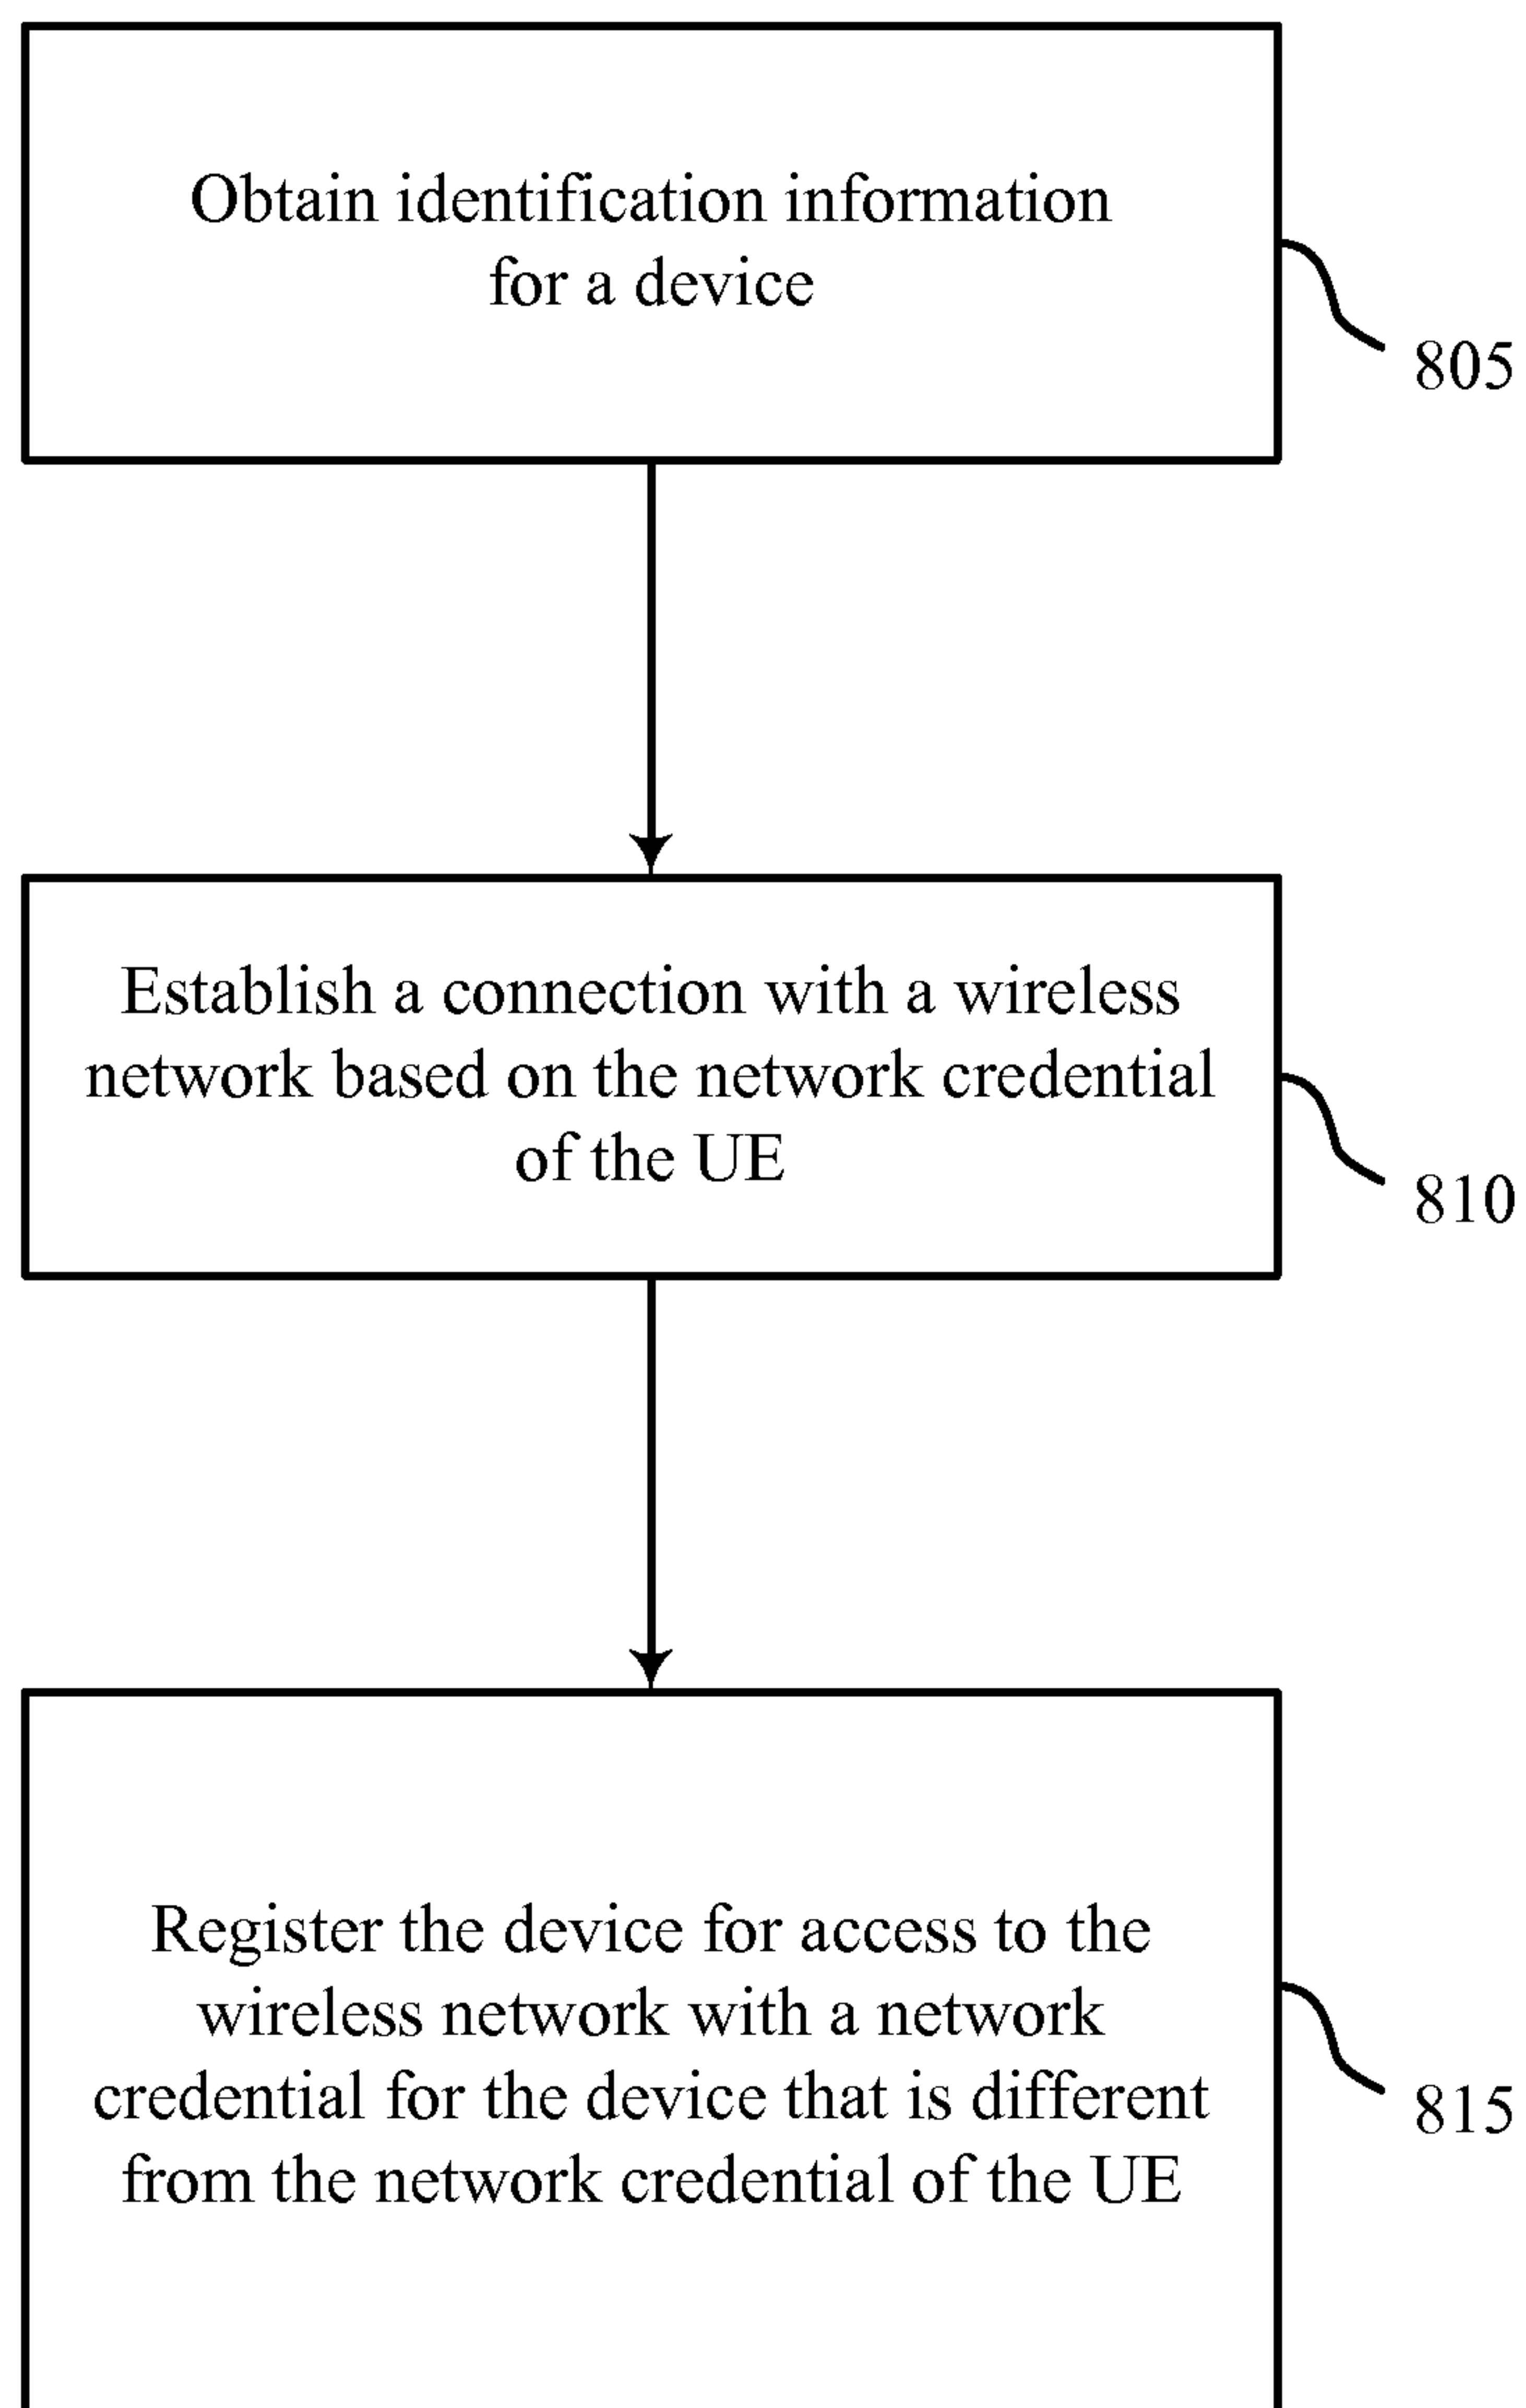 Obtain identification information
for a device
805
Establish a connection with a wireless
network based on the network credential
of the UE
810
Register the device for access to the
wireless network with a network
credential for the device that is different
from the network credential of the UE
815